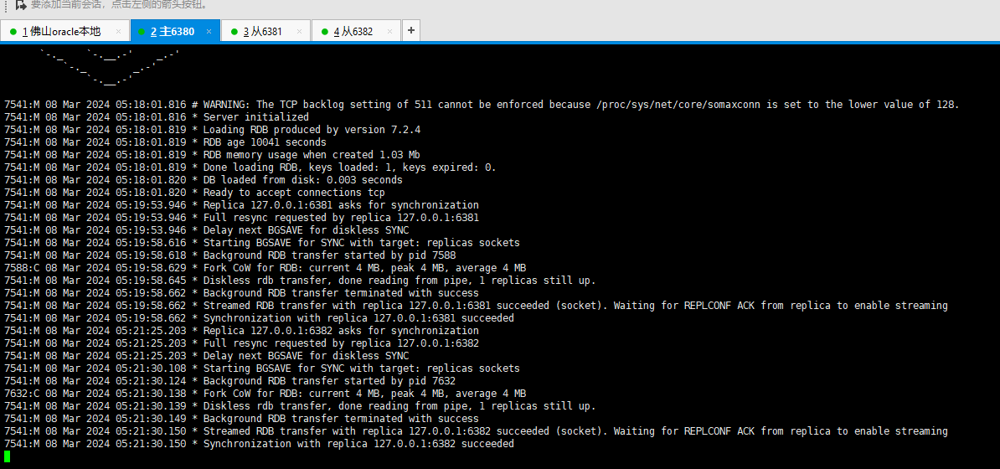 要添加当前会话，点击左侧的箭头按钮。
1 佛山oracle本地 × 2 主6380 × 3 从6381 × 4 从6382 × +
`-._    `-.__.-'    _.-'
`-._        _.-'
`-.__.-'
7541:M 08 Mar 2024 05:18:01.816 # WARNING: The TCP backlog setting of 511 cannot be enforced because /proc/sys/net/core/somaxconn is set to the lower value of 128.
7541:M 08 Mar 2024 05:18:01.816 * Server initialized
7541:M 08 Mar 2024 05:18:01.819 * Loading RDB produced by version 7.2.4
7541:M 08 Mar 2024 05:18:01.819 * RDB age 10041 seconds
7541:M 08 Mar 2024 05:18:01.819 * RDB memory usage when created 1.03 Mb
7541:M 08 Mar 2024 05:18:01.819 * Done loading RDB, keys loaded: 1, keys expired: 0.
7541:M 08 Mar 2024 05:18:01.820 * DB loaded from disk: 0.003 seconds
7541:M 08 Mar 2024 05:18:01.820 * Ready to accept connections tcp
7541:M 08 Mar 2024 05:19:53.946 * Replica 127.0.0.1:6381 asks for synchronization
7541:M 08 Mar 2024 05:19:53.946 * Full resync requested by replica 127.0.0.1:6381
7541:M 08 Mar 2024 05:19:53.946 * Delay next BGSAVE for diskless SYNC
7541:M 08 Mar 2024 05:19:58.616 * Starting BGSAVE for SYNC with target: replicas sockets
7541:M 08 Mar 2024 05:19:58.618 * Background RDB transfer started by pid 7588
7588:C 08 Mar 2024 05:19:58.629 * Fork CoW for RDB: current 4 MB, peak 4 MB, average 4 MB
7541:M 08 Mar 2024 05:19:58.645 * Diskless rdb transfer, done reading from pipe, 1 replicas still up.
7541:M 08 Mar 2024 05:19:58.662 * Background RDB transfer terminated with success
7541:M 08 Mar 2024 05:19:58.662 * Streamed RDB transfer with replica 127.0.0.1:6381 succeeded (socket). Waiting for REPLCONF ACK from replica to enable streaming
7541:M 08 Mar 2024 05:19:58.662 * Synchronization with replica 127.0.0.1:6381 succeeded
7541:M 08 Mar 2024 05:21:25.203 * Replica 127.0.0.1:6382 asks for synchronization
7541:M 08 Mar 2024 05:21:25.203 * Full resync requested by replica 127.0.0.1:6382
7541:M 08 Mar 2024 05:21:25.203 * Delay next BGSAVE for diskless SYNC
7541:M 08 Mar 2024 05:21:30.108 * Starting BGSAVE for SYNC with target: replicas sockets
7541:M 08 Mar 2024 05:21:30.124 * Background RDB transfer started by pid 7632
7632:C 08 Mar 2024 05:21:30.138 * Fork CoW for RDB: current 4 MB, peak 4 MB, average 4 MB
7541:M 08 Mar 2024 05:21:30.139 * Diskless rdb transfer, done reading from pipe, 1 replicas still up.
7541:M 08 Mar 2024 05:21:30.149 * Background RDB transfer terminated with success
7541:M 08 Mar 2024 05:21:30.150 * Streamed RDB transfer with replica 127.0.0.1:6382 succeeded (socket). Waiting for REPLCONF ACK from replica to enable streaming
7541:M 08 Mar 2024 05:21:30.150 * Synchronization with replica 127.0.0.1:6382 succeeded